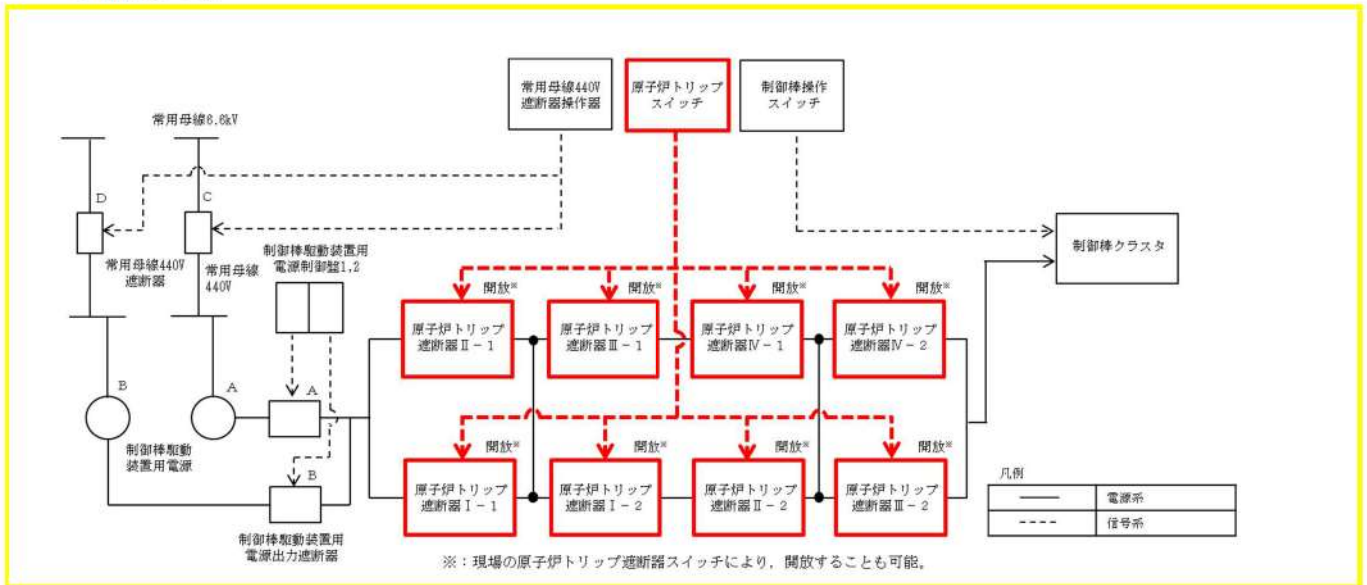 常用母線440V
遮断器操作器
原子炉トリップ
スイッチ
制御棒操作
スイッチ
常用母線6.6kV
D
C
制御棒クラスタ
常用母線440V
遮断器
常用母線
440V
制御棒駆動装置用
電源制御盤1,2
開放※
開放※
開放※
開放※
原子炉トリップ
遮断器Ⅱ-1
原子炉トリップ
遮断器Ⅲ-1
原子炉トリップ
遮断器Ⅳ-1
原子炉トリップ
遮断器Ⅳ-2
B
A
A
制御棒駆動
装置用電源
B
開放※
開放※
開放※
開放※
原子炉トリップ
遮断器Ⅰ-1
原子炉トリップ
遮断器Ⅰ-2
原子炉トリップ
遮断器Ⅱ-2
原子炉トリップ
遮断器Ⅲ-2
制御棒駆動装置用
電源出力遮断器
凡例
電源系
信号系
※：現場の原子炉トリップ遮断器スイッチにより，開放することも可能。